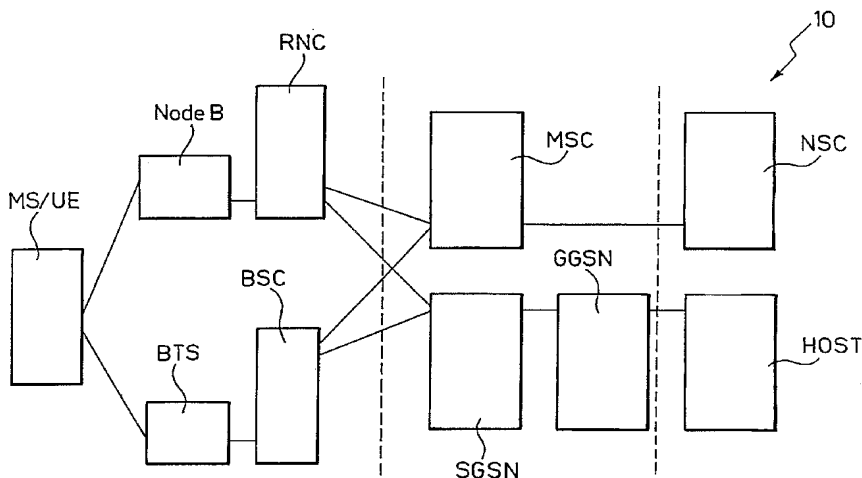 10
RNC
Node B
MSC
NSC
MS/UE
GGSN
BSC
BTS
HOST
SGSN